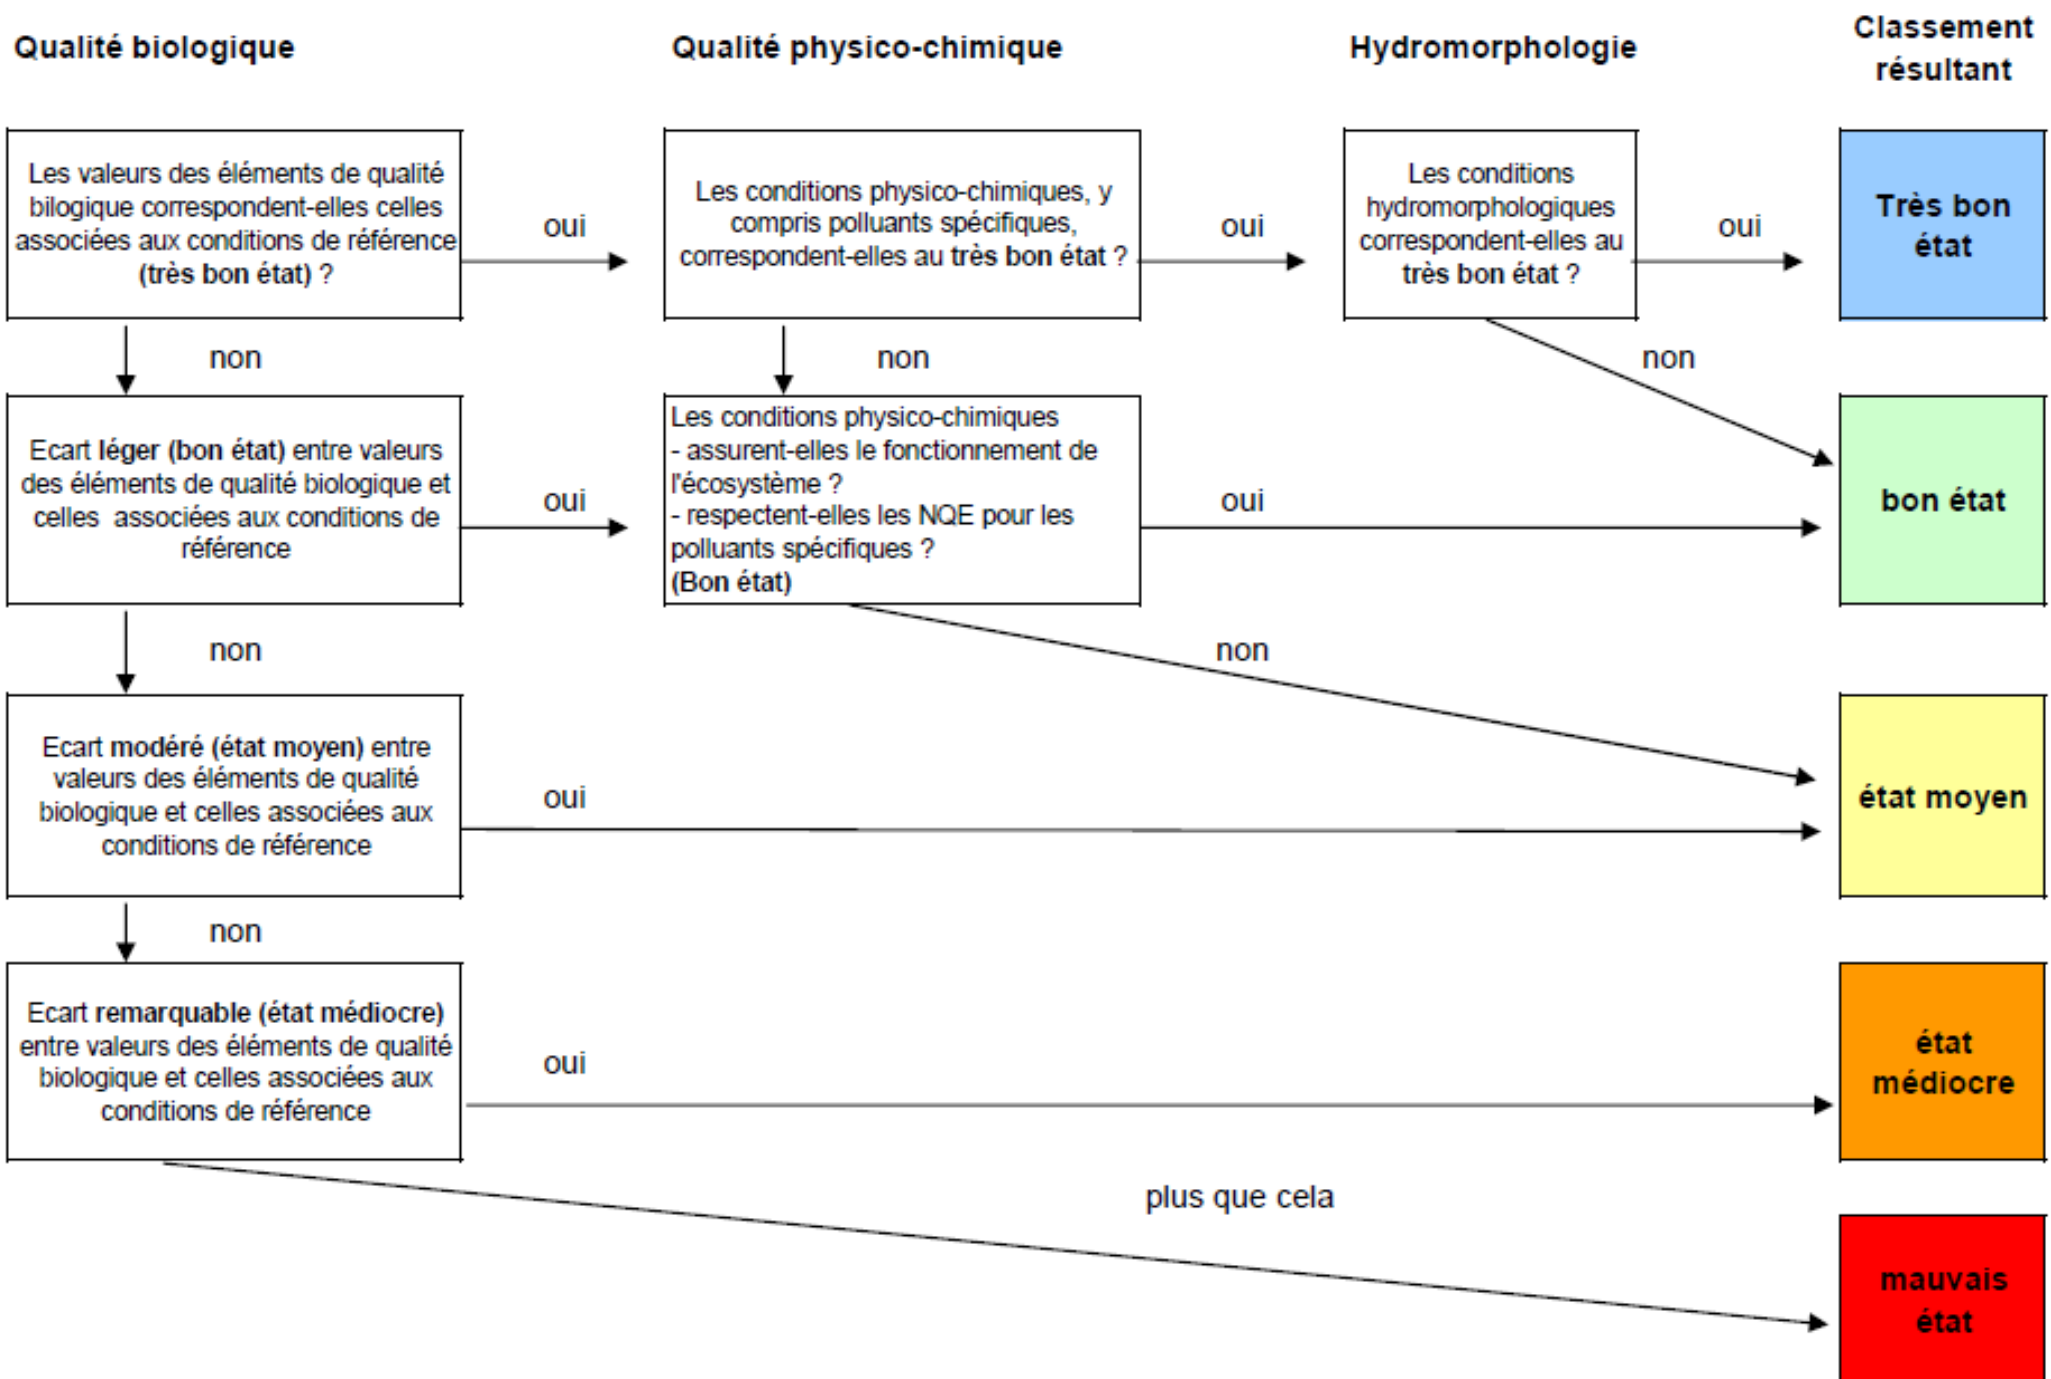 Qualité biologique
Qualité physico-chimique
Hydromorphologie
Classement
résultant
Les valeurs des éléments de qualité
bilogique correspondent-elles celles
associées aux conditions de référence
(très bon état) ?
oui
Les conditions physico-chimiques, y
compris polluants spécifiques,
correspondent-elles au très bon état ?
oui
Les conditions
hydromorphologiques
correspondent-elles au
très bon état ?
oui
Très bon
état
non
non
non
Ecart léger (bon état) entre valeurs
des éléments de qualité biologique et
celles associées aux conditions de
référence
oui
Les conditions physico-chimiques
- assurent-elles le fonctionnement de
l'écosystème ?
- respectent-elles les NQE pour les
polluants spécifiques ?
(Bon état)
oui
bon état
non
non
Ecart modéré (état moyen) entre
valeurs des éléments de qualité
biologique et celles associées aux
conditions de référence
oui
état moyen
non
Ecart remarquable (état médiocre)
entre valeurs des éléments de qualité
biologique et celles associées aux
conditions de référence
oui
état
médiocre
plus que cela
mauvais
état